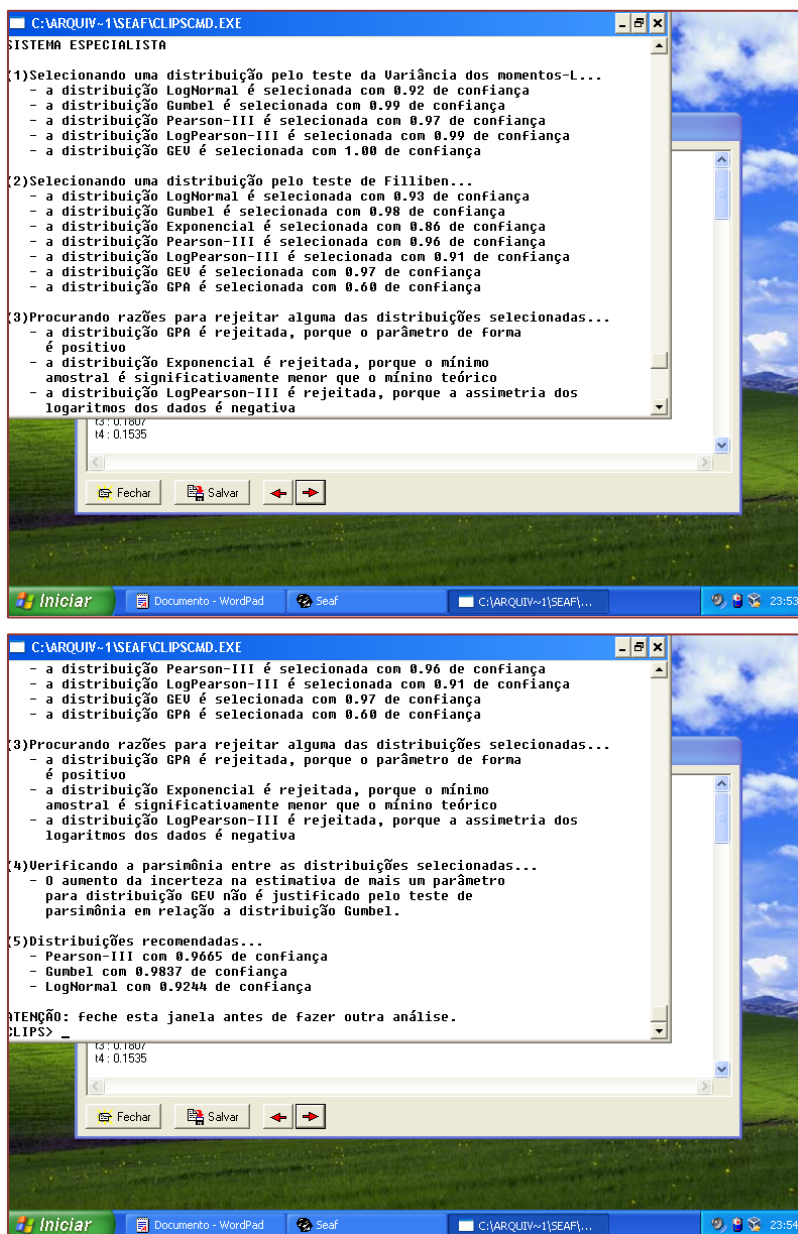 C:\ARQUIV~1\SEAF\CLIPSCMD.EXE
SISTEMA ESPECIALISTA
(1)Selecionando uma distribuição pelo teste da Variância dos momentos-L...
- a distribuição LogNormal é selecionada com 0.92 de confiança
- a distribuição Gumbel é selecionada com 0.99 de confiança
- a distribuição Pearson-III é selecionada com 0.97 de confiança
- a distribuição LogPearson-III é selecionada com 0.99 de confiança
- a distribuição GEV é selecionada com 1.00 de confiança
(2)Selecionando uma distribuição pelo teste de Filliben...
- a distribuição LogNormal é selecionada com 0.93 de confiança
- a distribuição Gumbel é selecionada com 0.98 de confiança
- a distribuição Exponencial é selecionada com 0.86 de confiança
- a distribuição Pearson-III é selecionada com 0.96 de confiança
- a distribuição LogPearson-III é selecionada com 0.91 de confiança
- a distribuição GEV é selecionada com 0.97 de confiança
- a distribuição GPA é selecionada com 0.60 de confiança
(3)Procurando razões para rejeitar alguma das distribuições selecionadas...
- a distribuição GPA é rejeitada, porque o parâmetro de forma
é positivo
- a distribuição Exponencial é rejeitada, porque o mínimo
amostral é significativamente menor que o mínino teórico
- a distribuição LogPearson-III é rejeitada, porque a assimetria dos
logaritmos dos dados é negativa
t3 : 0.1807
t4 : 0.1535
Fechar Salvar
Iniciar Documento - WordPad Seaf C:\ARQUIV~1\SEAF\... 23:53
C:\ARQUIV~1\SEAF\CLIPSCMD.EXE
- a distribuição Pearson-III é selecionada com 0.96 de confiança
- a distribuição LogPearson-III é selecionada com 0.91 de confiança
- a distribuição GEV é selecionada com 0.97 de confiança
- a distribuição GPA é selecionada com 0.60 de confiança
(3)Procurando razões para rejeitar alguma das distribuições selecionadas...
- a distribuição GPA é rejeitada, porque o parâmetro de forma
é positivo
- a distribuição Exponencial é rejeitada, porque o mínimo
amostral é significativamente menor que o mínino teórico
- a distribuição LogPearson-III é rejeitada, porque a assimetria dos
logaritmos dos dados é negativa
(4)Verificando a parsimônia entre as distribuições selecionadas...
- O aumento da incerteza na estimativa de mais um parâmetro
para distribuição GEV não é justificado pelo teste de
parsimônia em relação a distribuição Gumbel.
(5)Distribuições recomendadas...
- Pearson-III com 0.9665 de confiança
- Gumbel com 0.9837 de confiança
- LogNormal com 0.9244 de confiança
ATENÇÃO: feche esta janela antes de fazer outra análise.
CLIPS> _
t3 : 0.1807
t4 : 0.1535
Fechar Salvar
Iniciar Documento - WordPad Seaf C:\ARQUIV~1\SEAF\... 23:54